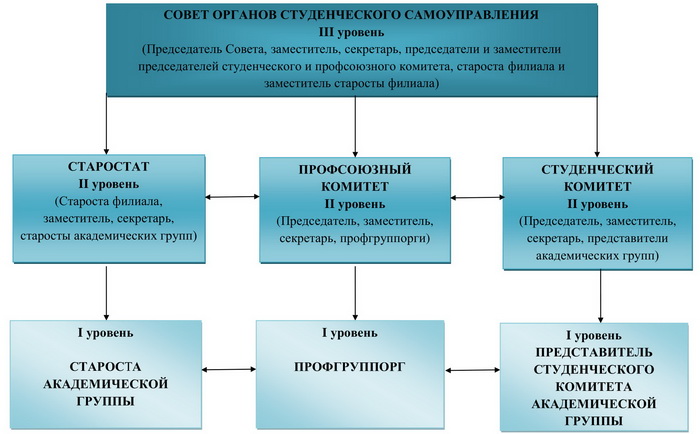 СОВЕТ ОРГАНОВ СТУДЕНЧЕСКОГО САМОУПРАВЛЕНИЯ
III уровень
(Председатель Совета, заместитель, секретарь, председатели и заместители
председателей студенческого и профсоюзного комитета, староста филиала и
заместитель старосты филиала)
СТАРОСТАТ
II уровень
(Староста филиала,
заместитель, секретарь,
старосты академических групп)
ПРОФСОЮЗНЫЙ
КОМИТЕТ
II уровень
(Председатель, заместитель,
секретарь, профгруппорги)
СТУДЕНЧЕСКИЙ
КОМИТЕТ
II уровень
(Председатель, заместитель,
секретарь, представители
академических групп)
I уровень
СТАРОСТА
АКАДЕМИЧЕСКОЙ
ГРУППЫ
I уровень
ПРОФГРУППОРГ
I уровень
ПРЕДСТАВИТЕЛЬ
СТУДЕНЧЕСКОГО
КОМИТЕТА
АКАДЕМИЧЕСКОЙ
ГРУППЫ